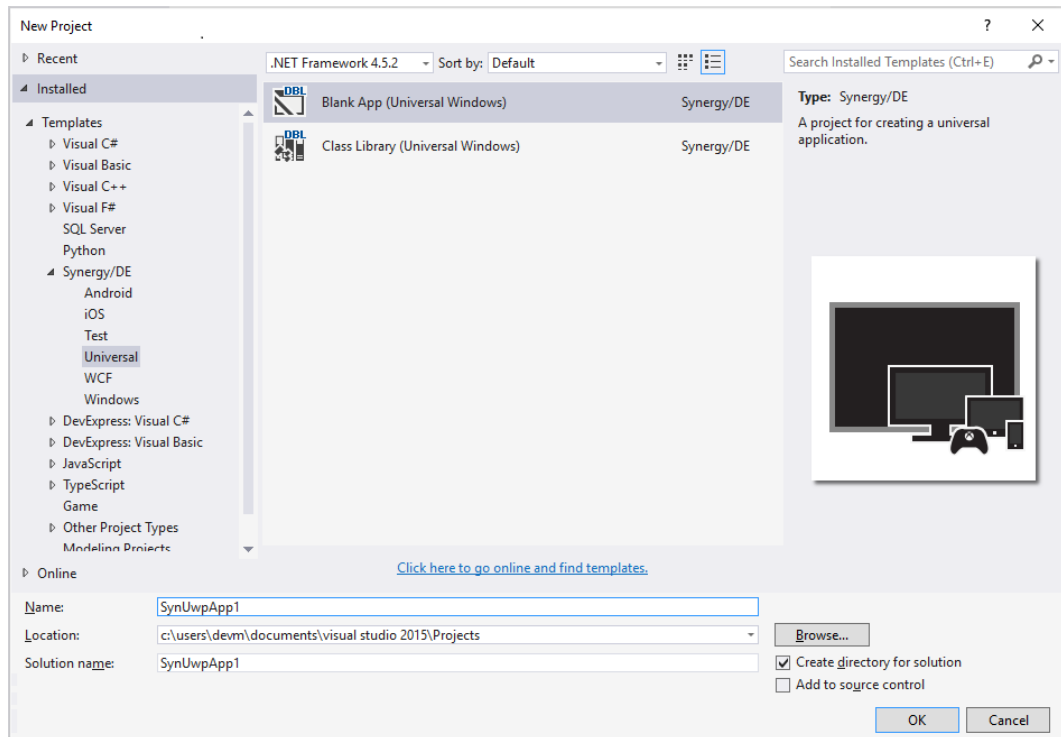 New Project
? ×
Recent
.NET Framework 4.5.2 Sort by: Default
Search Installed Templates (Ctrl+E)
Installed
Templates
Visual C#
Visual Basic
Visual C++
Visual F#
SQL Server
Python
Synergy/DE
Android
iOS
Test
Universal
WCF
Windows
DevExpress: Visual C#
DevExpress: Visual Basic
JavaScript
TypeScript
Game
Other Project Types
Modeling Projects
Online
DBL
Blank App (Universal Windows) Synergy/DE
DBL
Class Library (Universal Windows) Synergy/DE
Type: Synergy/DE
A project for creating a universal
application.
Click here to go online and find templates.
Name: SynUwpApp1
Location: c:\users\devm\documents\visual studio 2015\Projects Browse...
Solution name: SynUwpApp1
Create directory for solution
Add to source control
OK Cancel